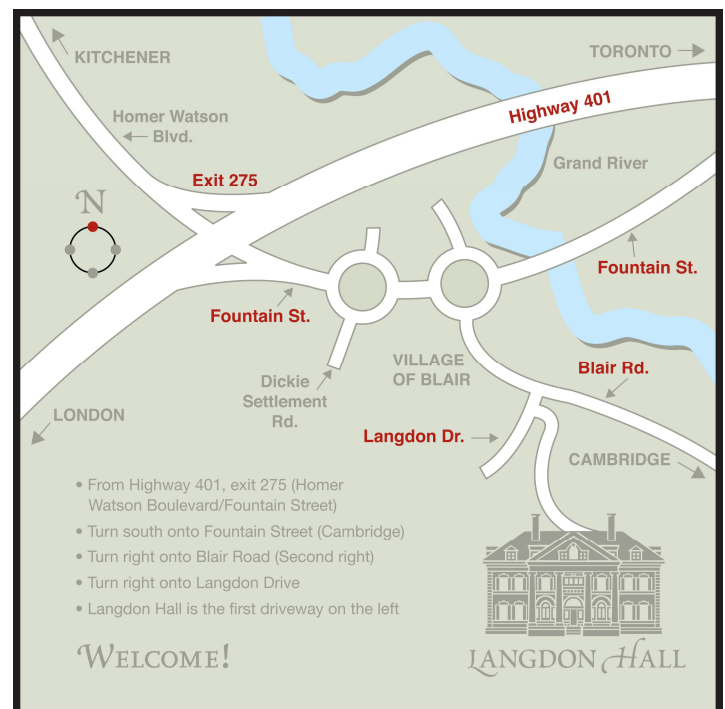 KITCHENER
TORONTO
Homer Watson
Blvd.
Highway 401
Grand River
Exit 275
N
Fountain St.
Fountain St.
VILLAGE
OF BLAIR
Blair Rd.
Dickie
Settlement
Rd.
LONDON
Langdon Dr.
CAMBRIDGE
• From Highway 401, exit 275 (Homer
Watson Boulevard/Fountain Street)
• Turn south onto Fountain Street (Cambridge)
• Turn right onto Blair Road (Second right)
• Turn right onto Langdon Drive
• Langdon Hall is the first driveway on the left
WELCOME!
LANGDON HALL